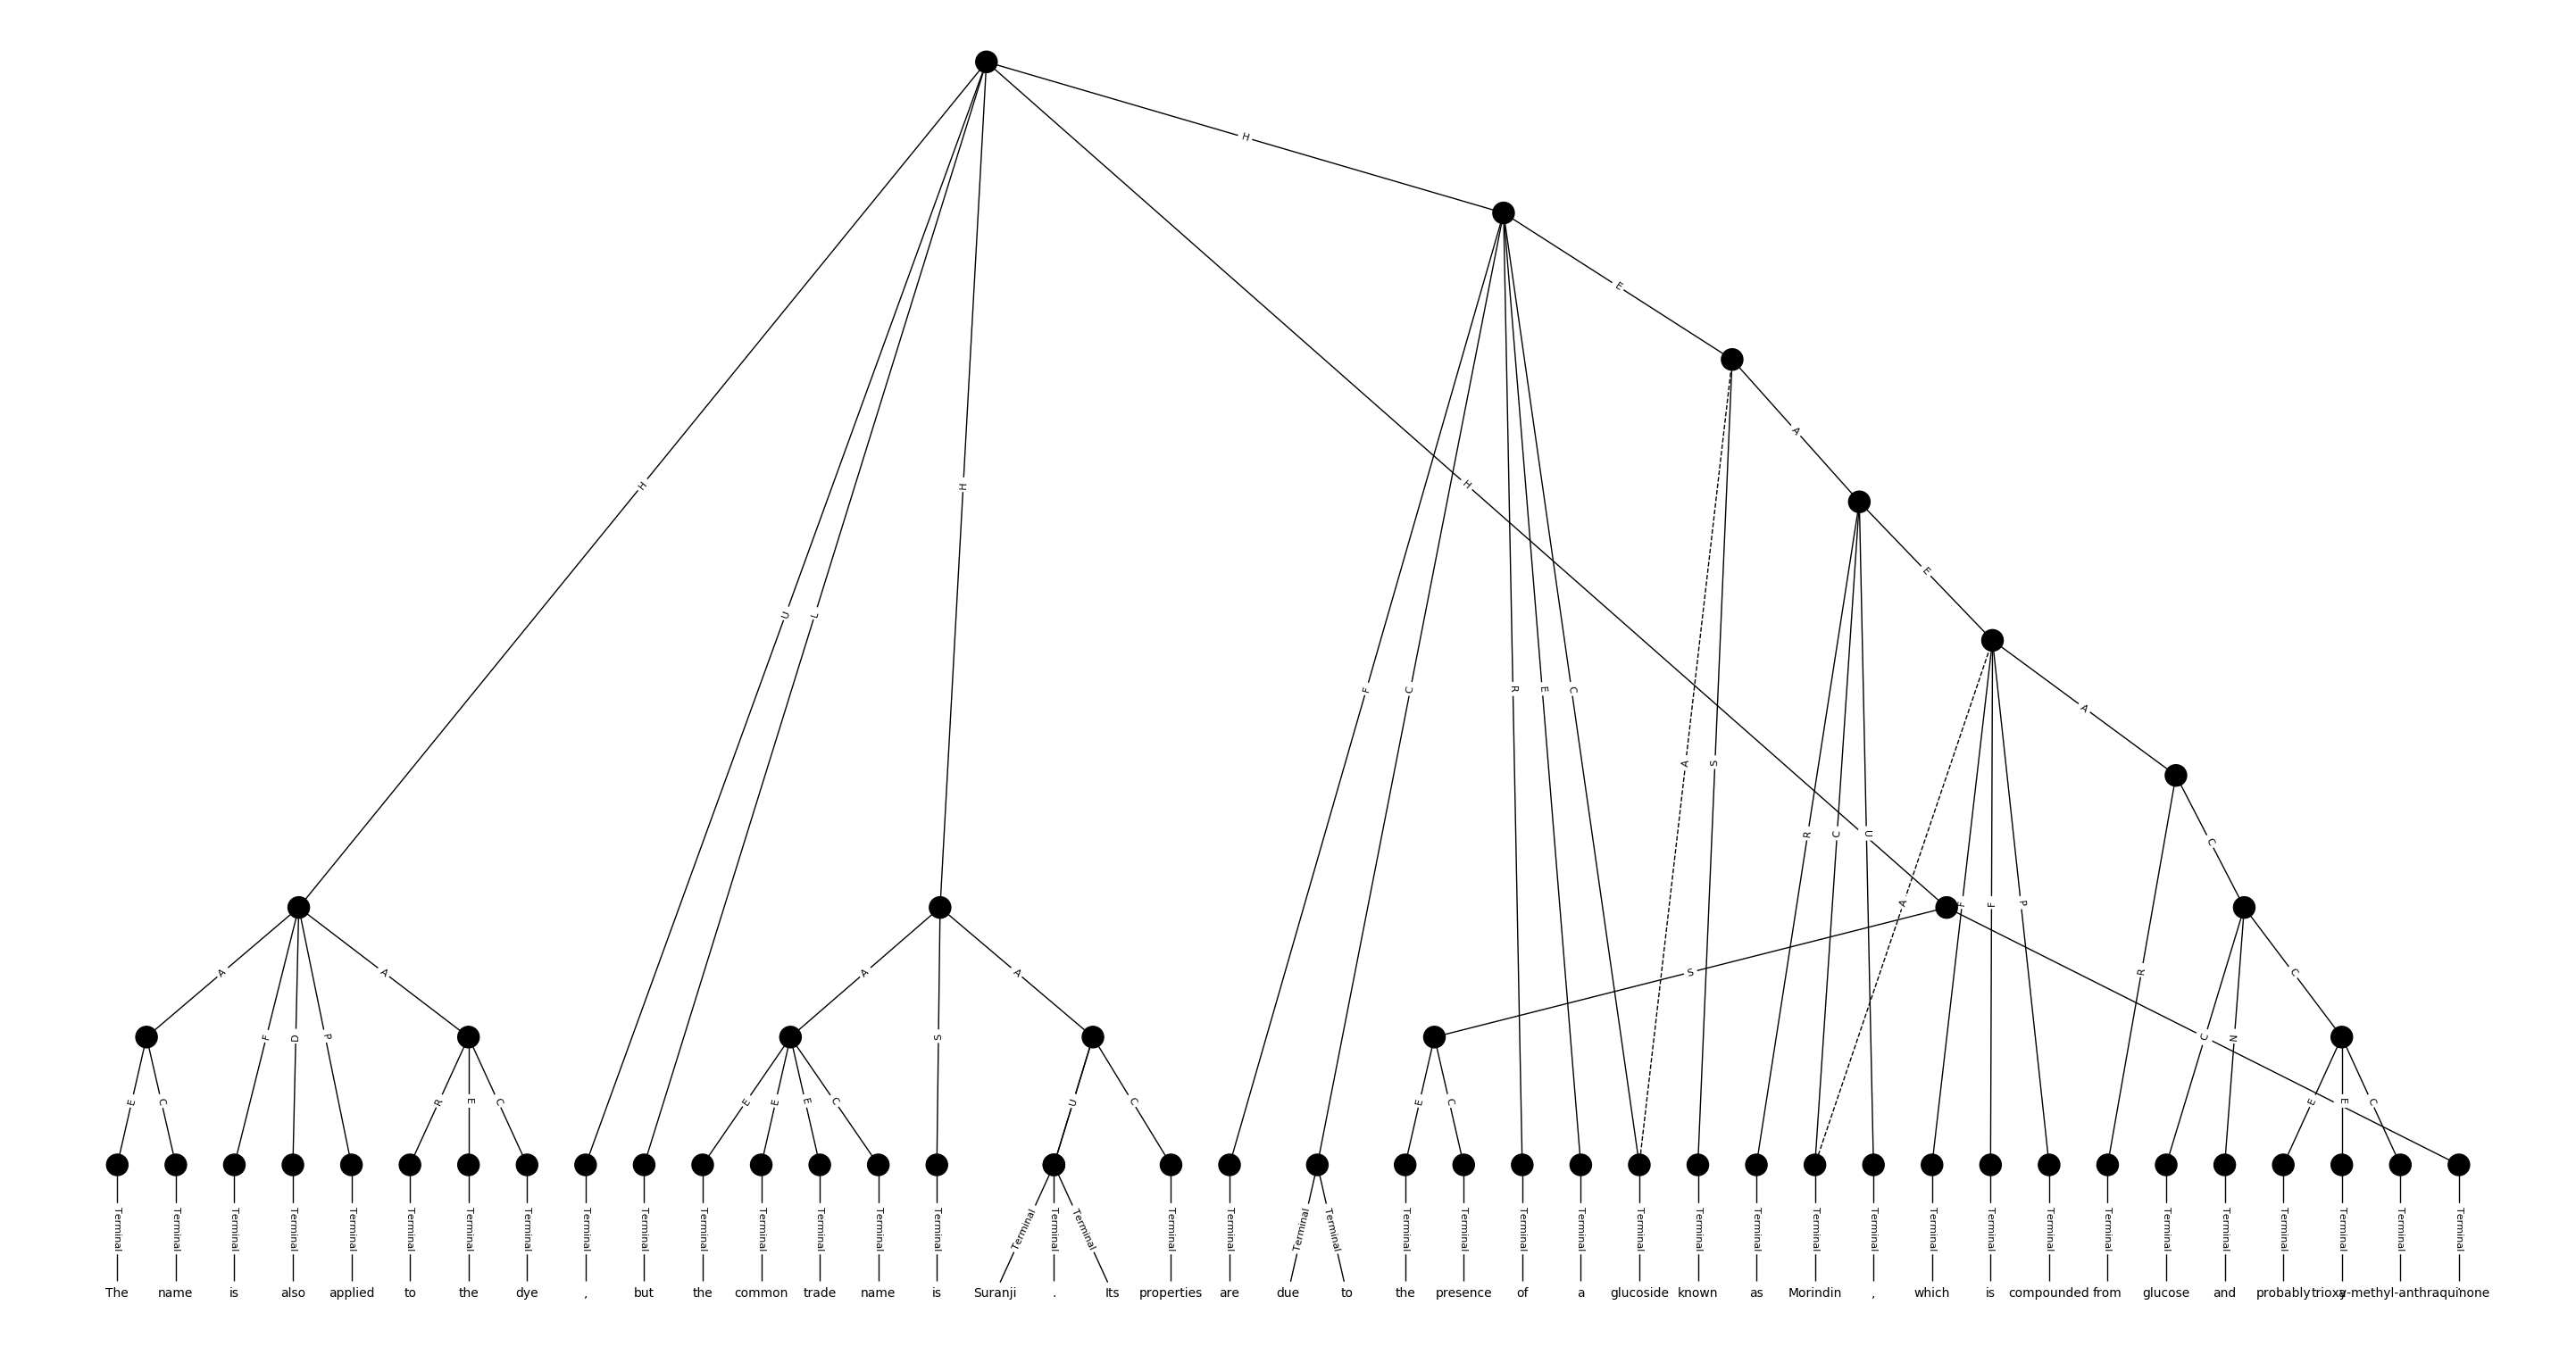 H
E
A
H H H
E
U L
F C R E C A
A S
R C U C
A F F P
A A A A S R C
F D P S C N
E C R E C E E E C U C E C E E C
Terminal Terminal Terminal Terminal Terminal Terminal Terminal Terminal Terminal Terminal Terminal Terminal Terminal Terminal Terminal Terminal Terminal Terminal Terminal Terminal Terminal Terminal Terminal Terminal Terminal Terminal Terminal Terminal Terminal Terminal Terminal Terminal Terminal Terminal Terminal Terminal Terminal Terminal Terminal Terminal Terminal
The name is also applied to the dye , but the common trade name is Suranji . Its properties are due to the presence of a glucoside known as Morindin , which is compounded from glucose and probably a trioxy-methyl-anthraquinone .